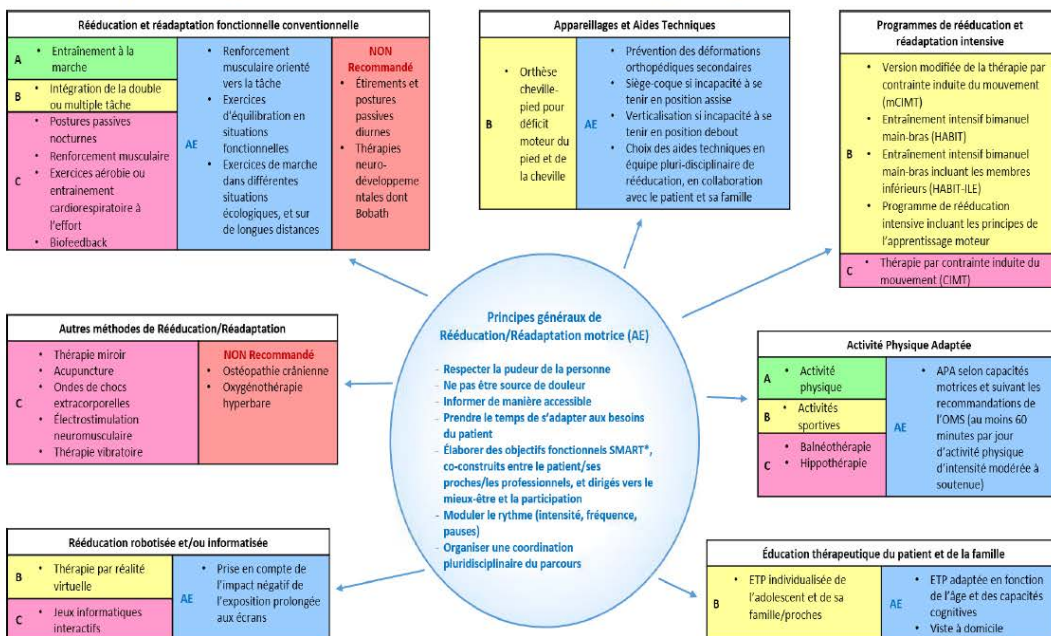 Rééducation et réadaptation fonctionnelle conventionnelle
A
• Entraînement à la
marche
B
• Intégration de la double
ou multiple tâche
C
• Postures passives
nocturnes
• Renforcement musculaire
• Exercices aérobie ou
entrainement
cardiorespiratoire à
l'effort
• Biofeedback
AE
• Renforcement
musculaire orienté
vers la tâche
• Exercices
d'équilibration en
situations
fonctionnelles
• Exercices de marche
dans différentes
situations
écologiques, et sur
de longues distances
NON
Recommandé
• Étirements et
postures
passives
diurnes
• Thérapies
neuro-
développeme
ntales dont
Bobath
Appareillages et Aides Techniques
B
• Orthèse
cheville-
pied pour
déficit
moteur du
pied et de
la cheville
AE
• Prévention des déformations
orthopédiques secondaires
• Siège-coque si incapacité à se
tenir en position assise
• Verticalisation si incapacité à se
tenir en position debout
• Choix des aides techniques en
équipe pluri-disciplinaire de
rééducation, en collaboration
avec le patient et sa famille
Programmes de rééducation et
réadaptation intensive
B
• Version modifiée de la thérapie par
contrainte induite du mouvement
(mCIMT)
• Entraînement intensif bimanuel
main-bras (HABIT)
• Entraînement intensif bimanuel
main-bras incluant les membres
inférieurs (HABIT-ILE)
• Programme de rééducation
intensive incluant les principes de
l'apprentissage moteur
C
• Thérapie par contrainte induite du
mouvement (CIMT)
Principes généraux de
Rééducation/Réadaptation motrice (AE)
- Respecter la pudeur de la personne
- Ne pas être source de douleur
- Informer de manière accessible
- Prendre le temps de s'adapter aux besoins
du patient
- Élaborer des objectifs fonctionnels SMART*,
co-construits entre le patient/ses
proches/les professionnels, et dirigés vers le
mieux-être et la participation
- Moduler le rythme (intensité, fréquence,
pauses)
- Organiser une coordination
pluridisciplinaire du parcours
Autres méthodes de Rééducation/Réadaptation
C
• Thérapie miroir
• Acupuncture
• Ondes de chocs
extracorporelles
• Électrostimulation
neuromusculaire
• Thérapie vibratoire
NON Recommandé
• Ostéopathie crânienne
• Oxygénothérapie
hyperbare
Activité Physique Adaptée
A
• Activité
physique
B
• Activités
sportives
C
• Balnéothérapie
• Hippothérapie
AE
• APA selon capacités
motrices et suivant les
recommandations de
l'OMS (au moins 60
minutes par jour
d'activité physique
d'intensité modérée à
soutenue)
Rééducation robotisée et/ou informatisée
B
• Thérapie par réalité
virtuelle
C
• Jeux informatiques
interactifs
AE
• Prise en compte de
l'impact négatif de
l'exposition prolongée
aux écrans
Éducation thérapeutique du patient et de la famille
B
• ETP individualisée de
l'adolescent et de sa
famille/proches
AE
• ETP adaptée en fonction
de l'âge et des capacités
cognitives
• Viste à domicile